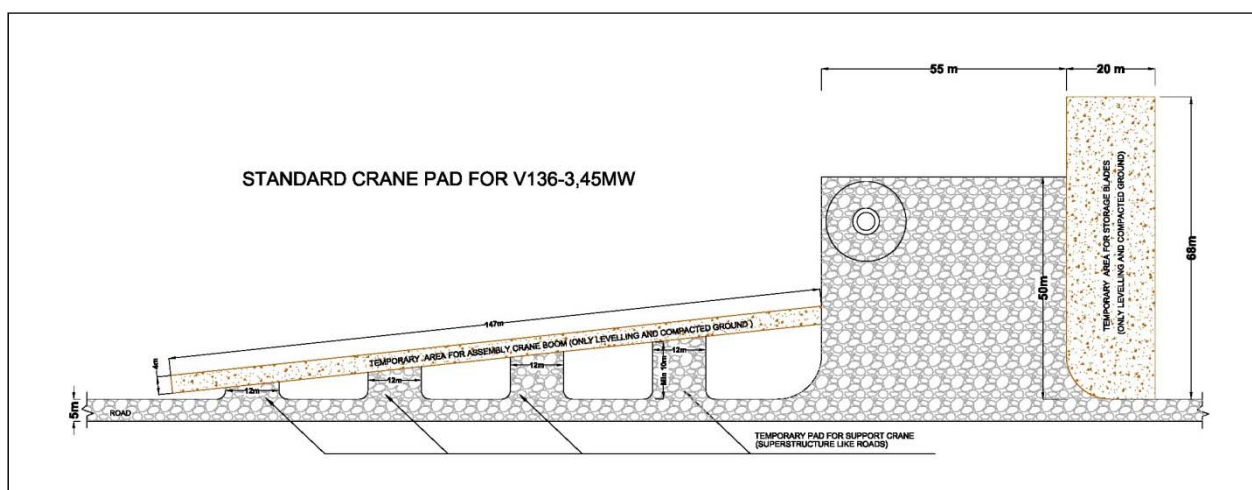 55 m
20 m
STANDARD CRANE PAD FOR V136-3,45MW
TEMPORARY AREA FOR STORAGE BLADES
(ONLY LEVELLING AND COMPACTED GROUND)
68m
50m
147m
TEMPORARY AREA FOR ASSEMBLY CRANE BOOM (ONLY LEVELLING AND COMPACTED GROUND )
4m
12m
12m
12m
12m
Min 10m
5m
ROAD
TEMPORARY PAD FOR SUPPORT CRANE
(SUPERSTRUCTURE LIKE ROADS)